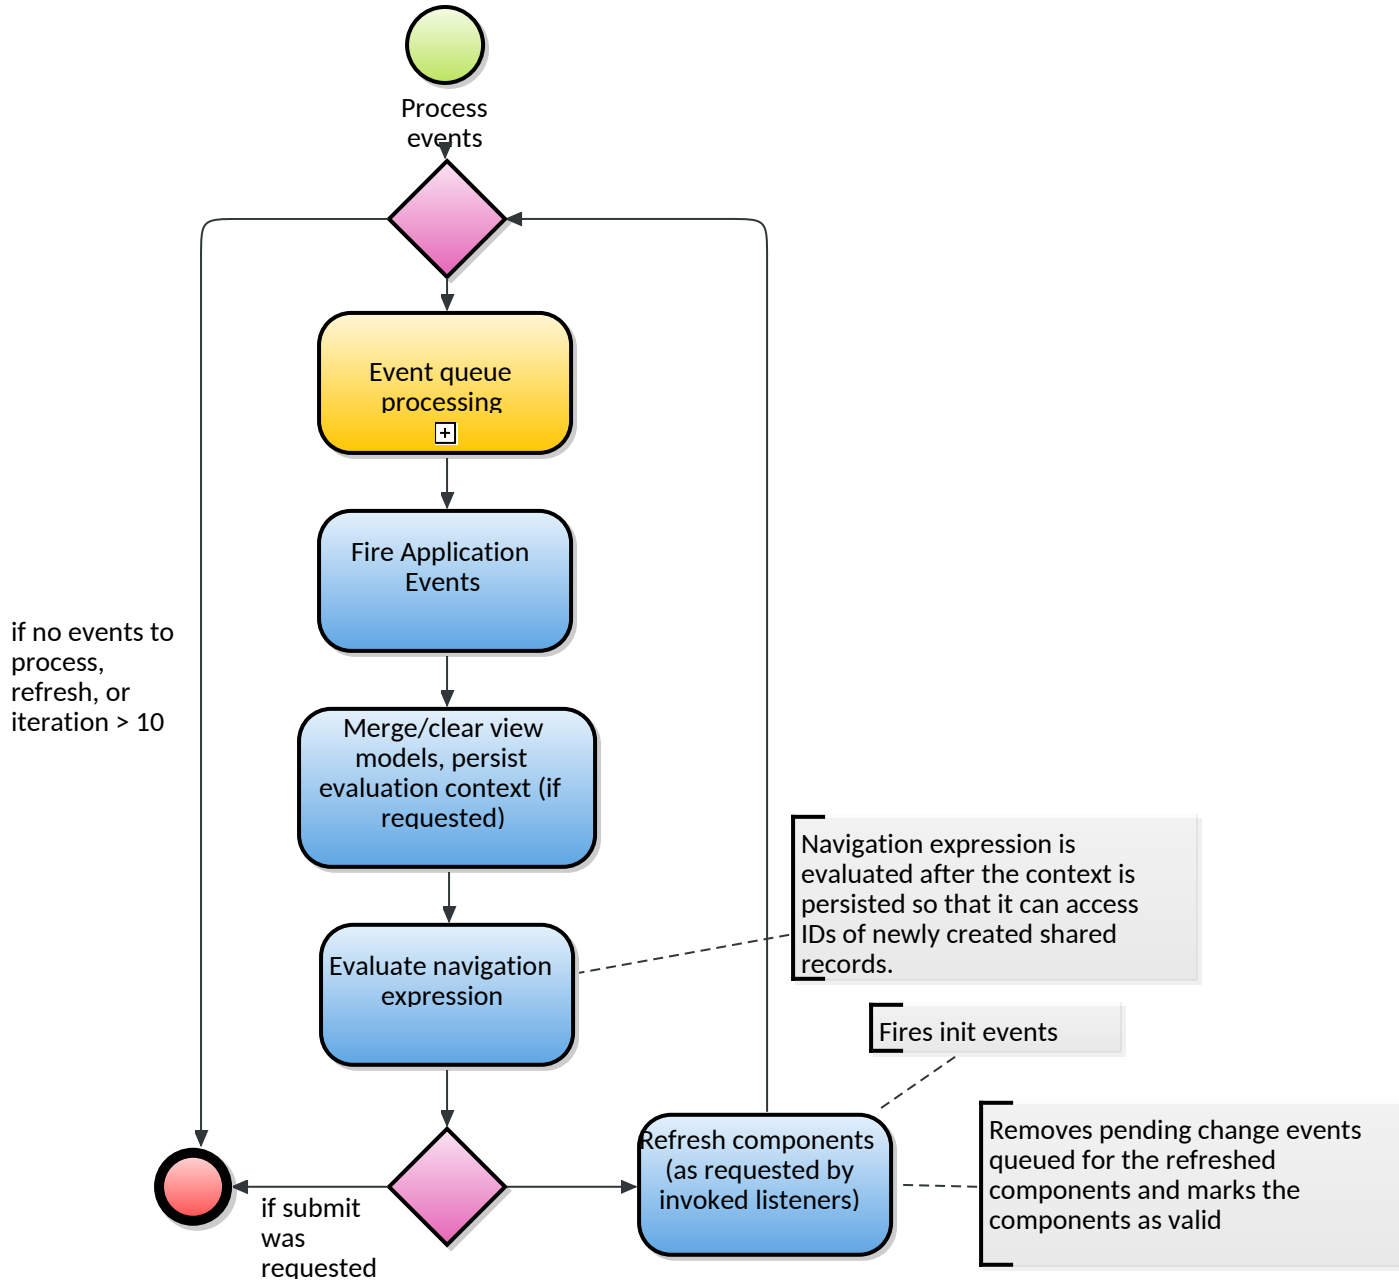 Process
events
Event queue
processing
Fire Application
Events
if no events to
process,
refresh, or
iteration > 10
Merge/clear view
models, persist
evaluation context (if
requested)
Navigation expression is
evaluated after the context is
persisted so that it can access
IDs of newly created shared
records.
Evaluate navigation
expression
Fires init events
Refresh components
(as requested by
invoked listeners)
Removes pending change events
queued for the refreshed
components and marks the
components as valid
if submit
was
requested